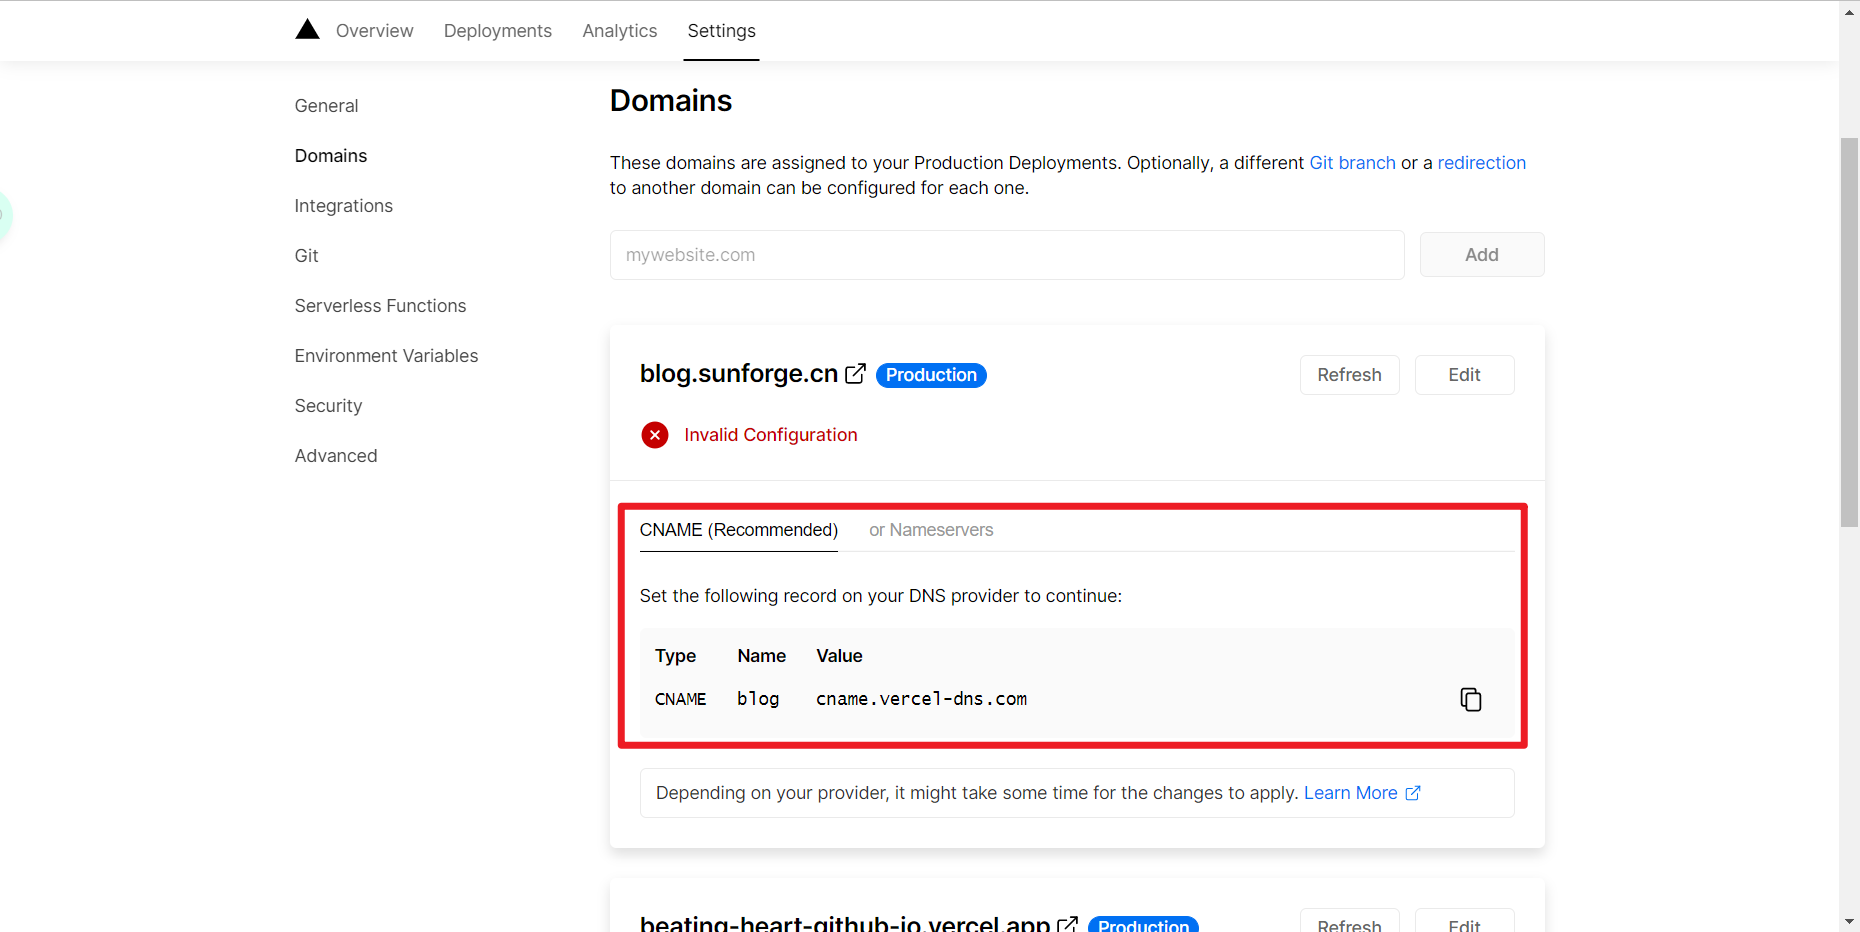 Overview Deployments Analytics Settings
General
Domains
Integrations
Git
Serverless Functions
Environment Variables
Security
Advanced
Domains
These domains are assigned to your Production Deployments. Optionally, a different Git branch or a redirection
to another domain can be configured for each one.
mywebsite.com Add
blog.sunforge.cn Production Refresh Edit
Invalid Configuration
CNAME (Recommended) or Nameservers
Set the following record on your DNS provider to continue:
Type Name Value
CNAME blog cname.vercel-dns.com
Depending on your provider, it might take some time for the changes to apply. Learn More
beating-heart-github-io.vercel.app Production Refresh Edit